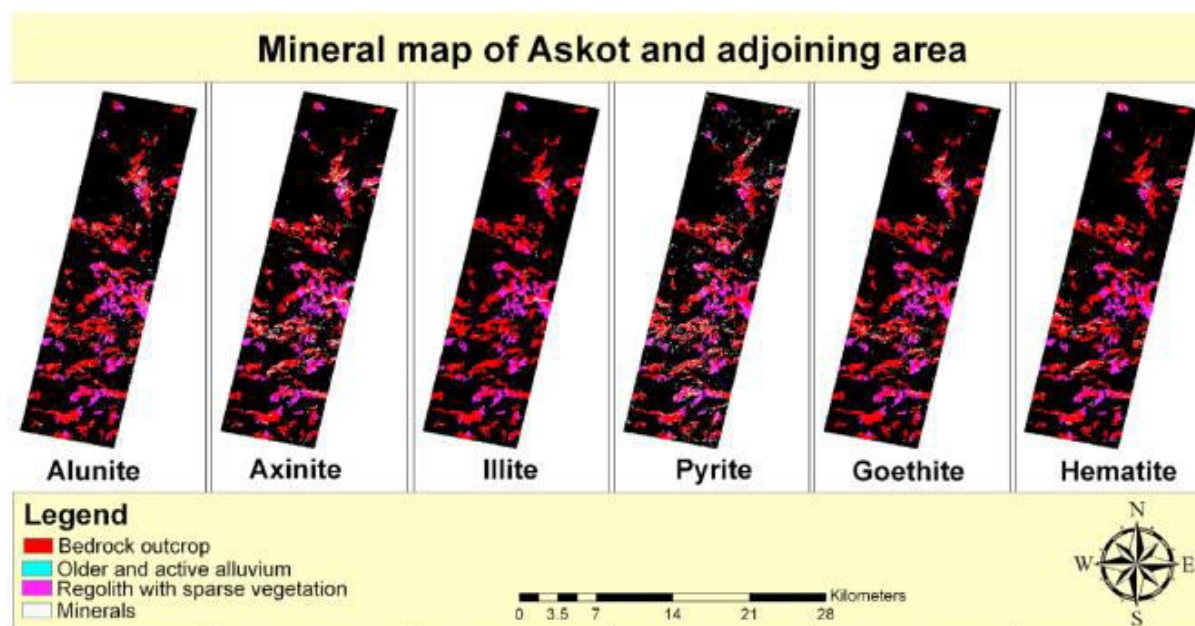 Mineral map of Askot and adjoining area
Alunite Axinite Illite Pyrite Goethite Hematite
Legend
Bedrock outcrop
Older and active alluvium
Regolith with sparse vegetation
Minerals
Kilometers
0 3.5 7 14 21 28
N
W E
S